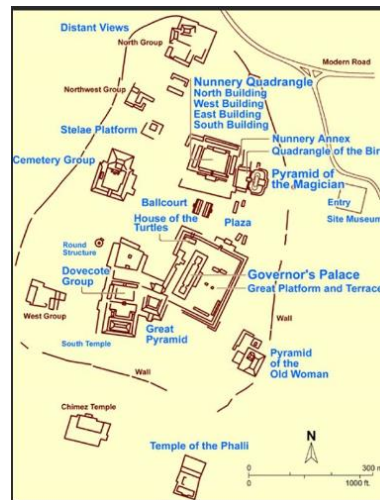 Distant Views
North Group
Modern Road
Northwest Group
Nunnery Quadrangle
North Building
West Building
East Building
South Building
Stelae Platform
Nunnery Annex
Quadrangle of the Bir
Cemetery Group
Pyramid of
the Magician
Entry
Site Museum
Ballcourt
House of the
Turtles
Plaza
Round
Structure
Dovecote
Group
Governor's Palace
Great Platform and Terrace
West Group
Great
Pyramid
Wall
South Temple
Pyramid
of the
Old Woman
Wall
Chimez Temple
Temple of the Phalli
N
0 300 m
0 1000 ft.